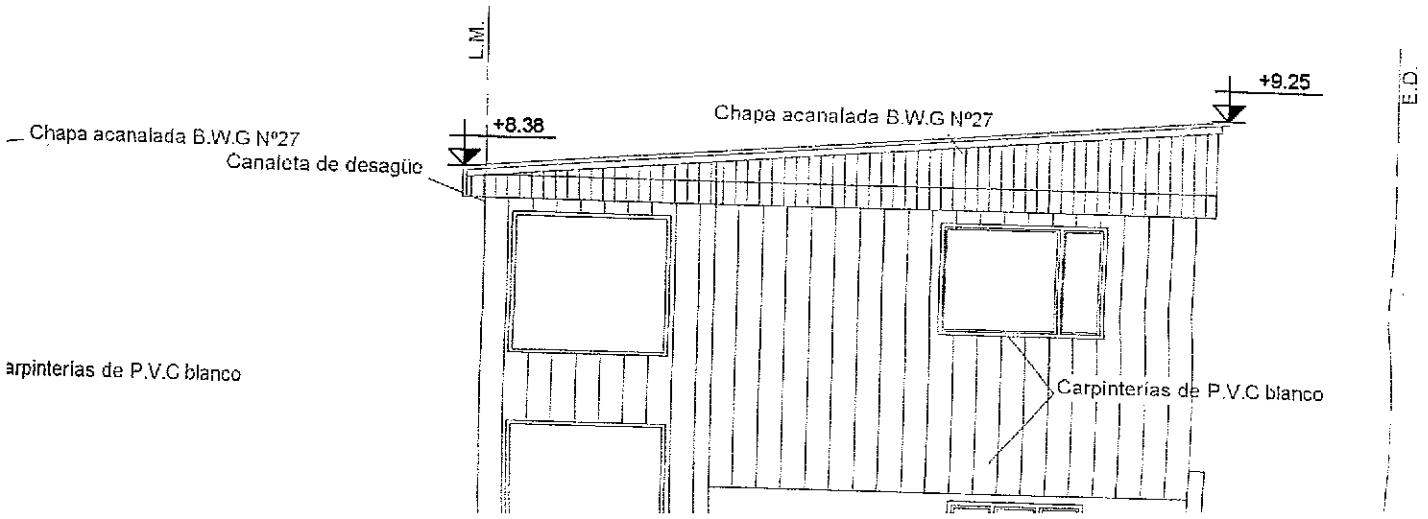 L.M.
E.D.
+9.25
Chapa acanalada B.W.G Nº27
+8.38
Chapa acanalada B.W.G Nº27
Canaleta de desagüe
arpinterías de P.V.C blanco
Carpinterías de P.V.C blanco